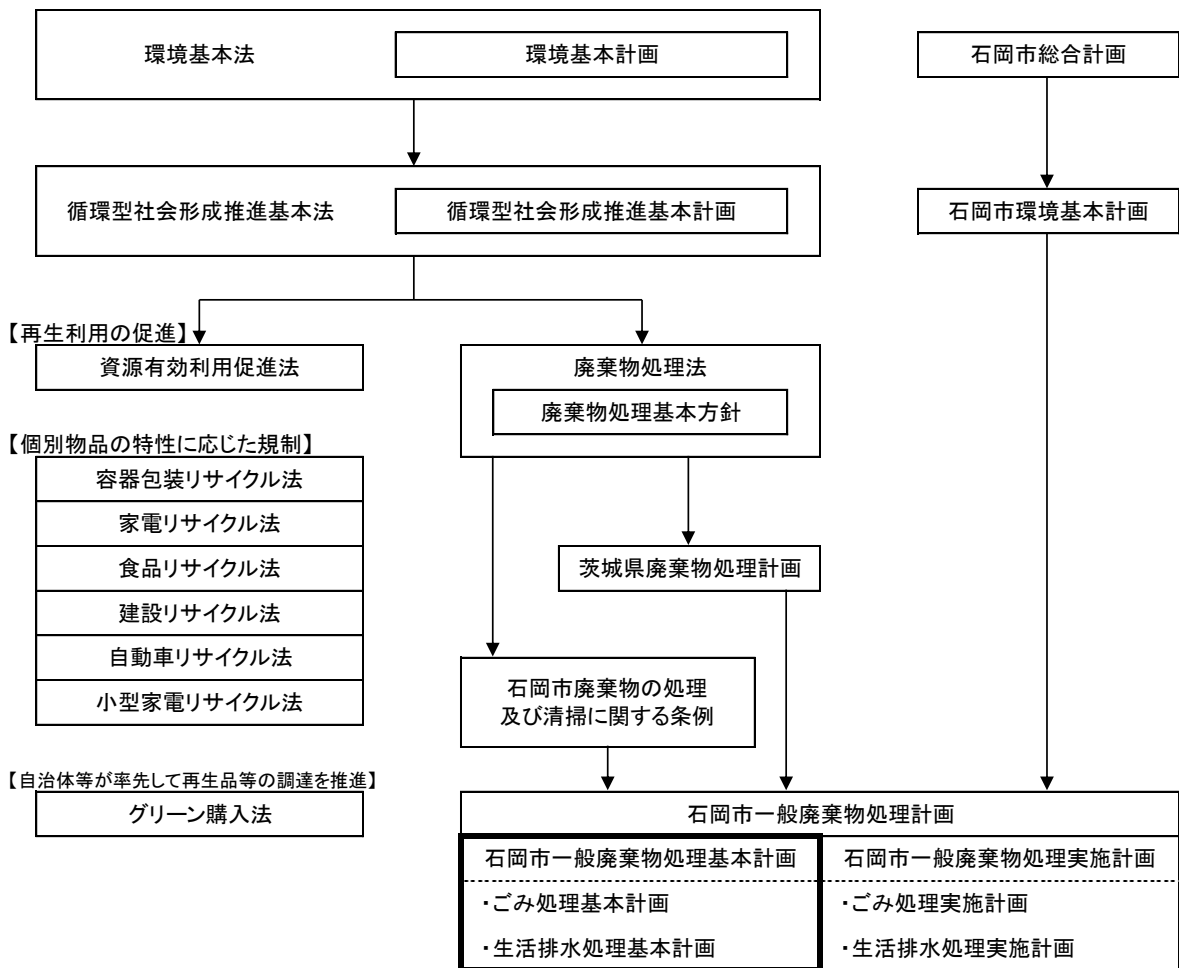 環境基本法
環境基本計画
石岡市総合計画
循環型社会形成推進基本法
循環型社会形成推進基本計画
石岡市環境基本計画
【再生利用の促進】
資源有効利用促進法
廃棄物処理法
廃棄物処理基本方針
【個別物品の特性に応じた規制】
容器包装リサイクル法
家電リサイクル法
食品リサイクル法
建設リサイクル法
自動車リサイクル法
小型家電リサイクル法
茨城県廃棄物処理計画
石岡市廃棄物の処理
及び清掃に関する条例
【自治体等が率先して再生品等の調達を推進】
グリーン購入法
石岡市一般廃棄物処理計画
石岡市一般廃棄物処理基本計画
・ごみ処理基本計画
・生活排水処理基本計画
石岡市一般廃棄物処理実施計画
・ごみ処理実施計画
・生活排水処理実施計画